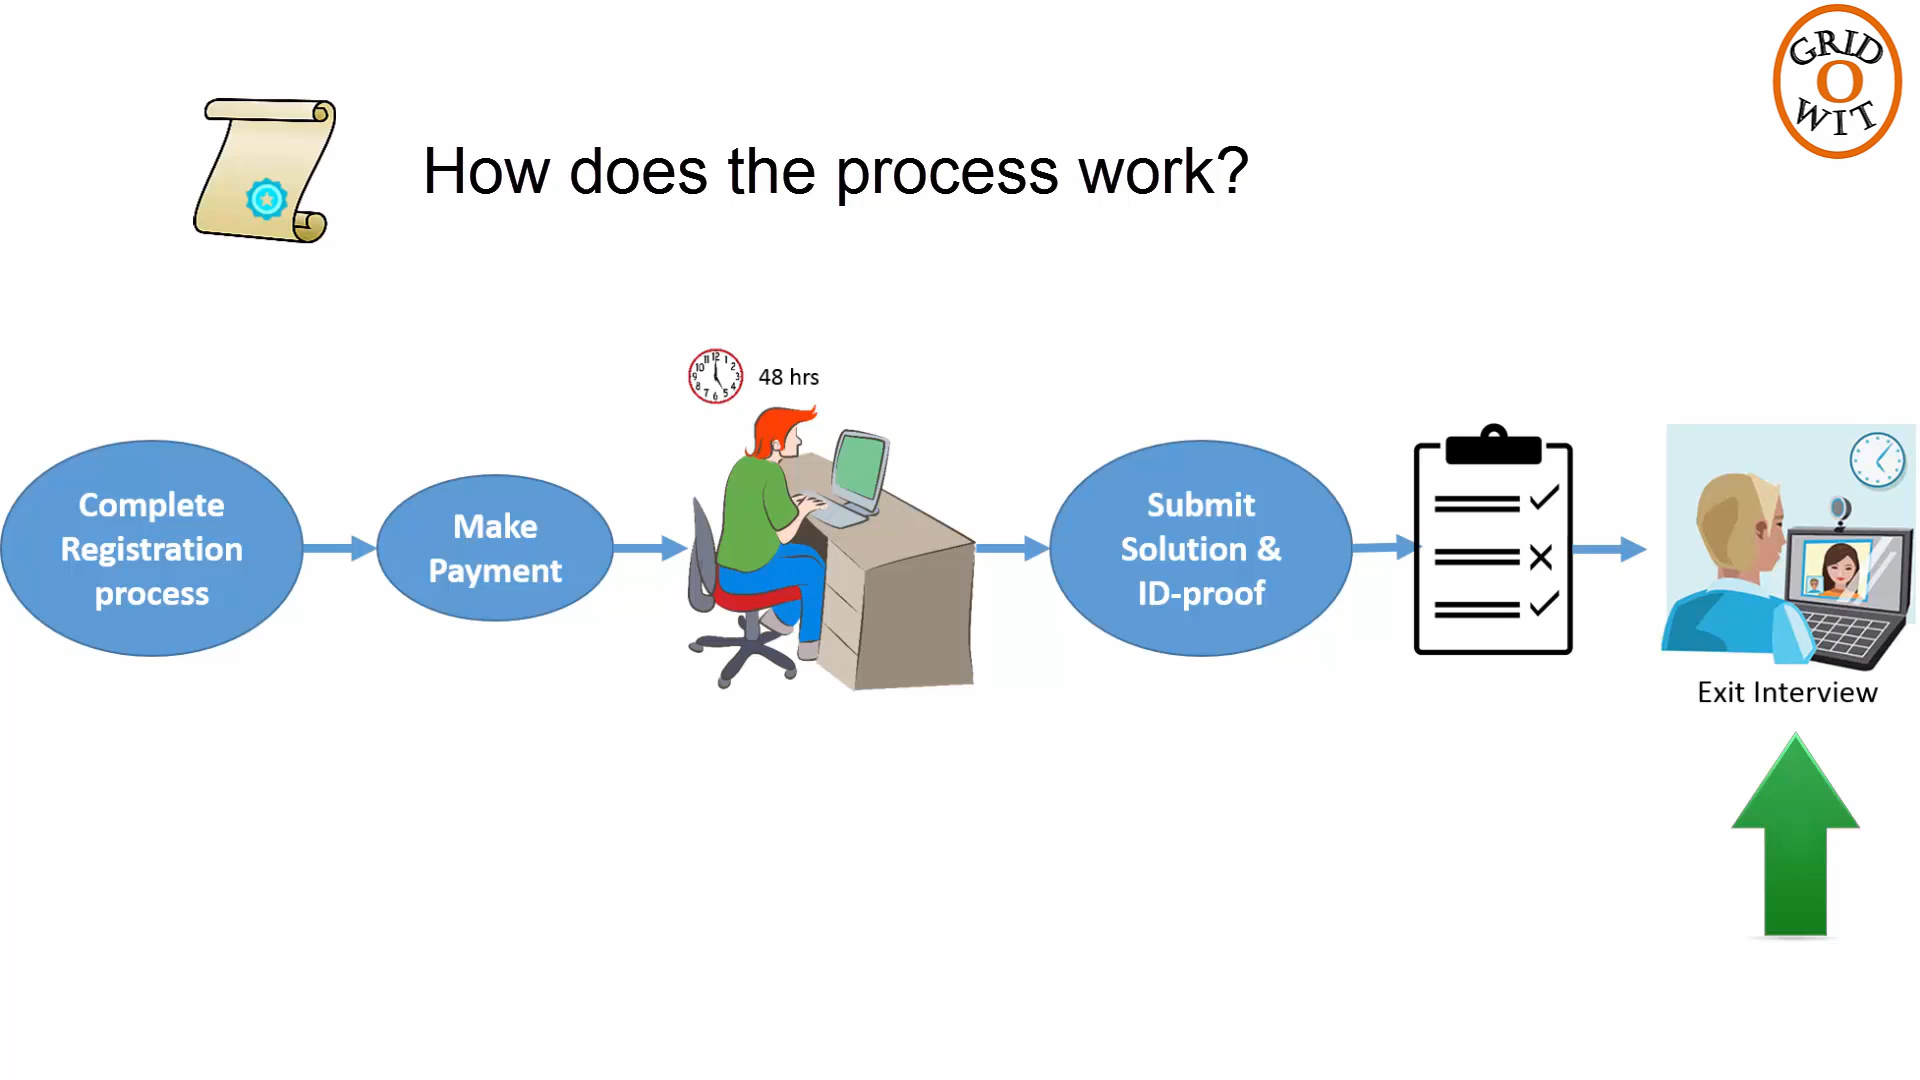 GRID
O
WIT
How does the process work?
48 hrs
Complete
Registration
process
Make
Payment
Submit
Solution &
ID-proof
Exit Interview